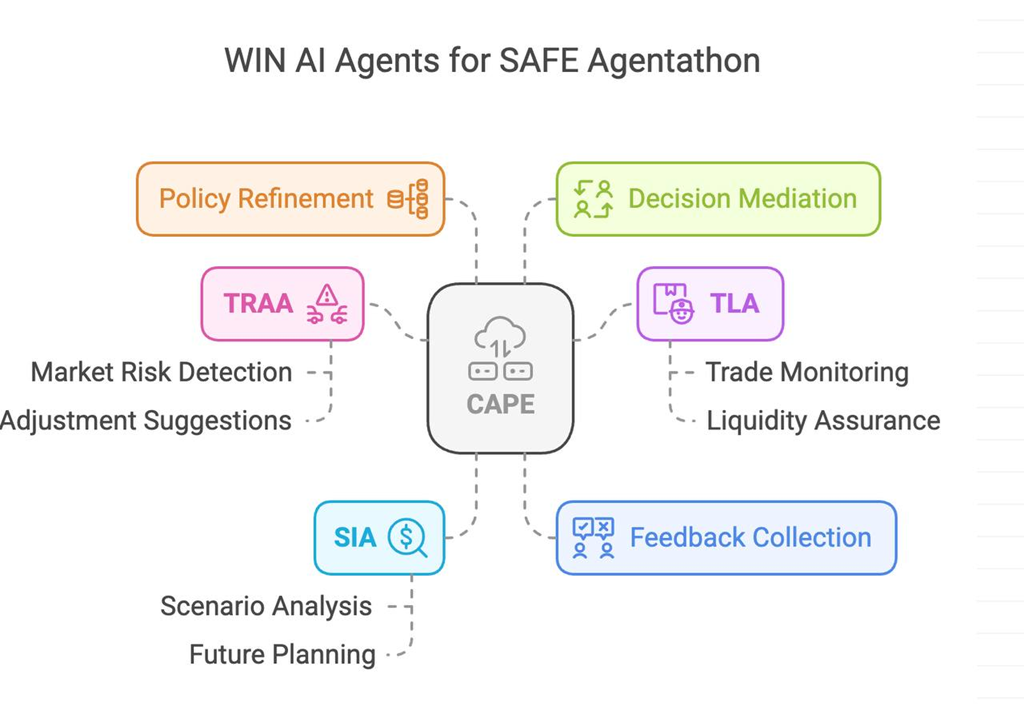 WIN AI Agents for SAFE Agentathon
Policy Refinement
Decision Mediation
TRAA
TLA
Market Risk Detection
Adjustment Suggestions
Trade Monitoring
Liquidity Assurance
CAPE
SIA
Feedback Collection
Scenario Analysis
Future Planning